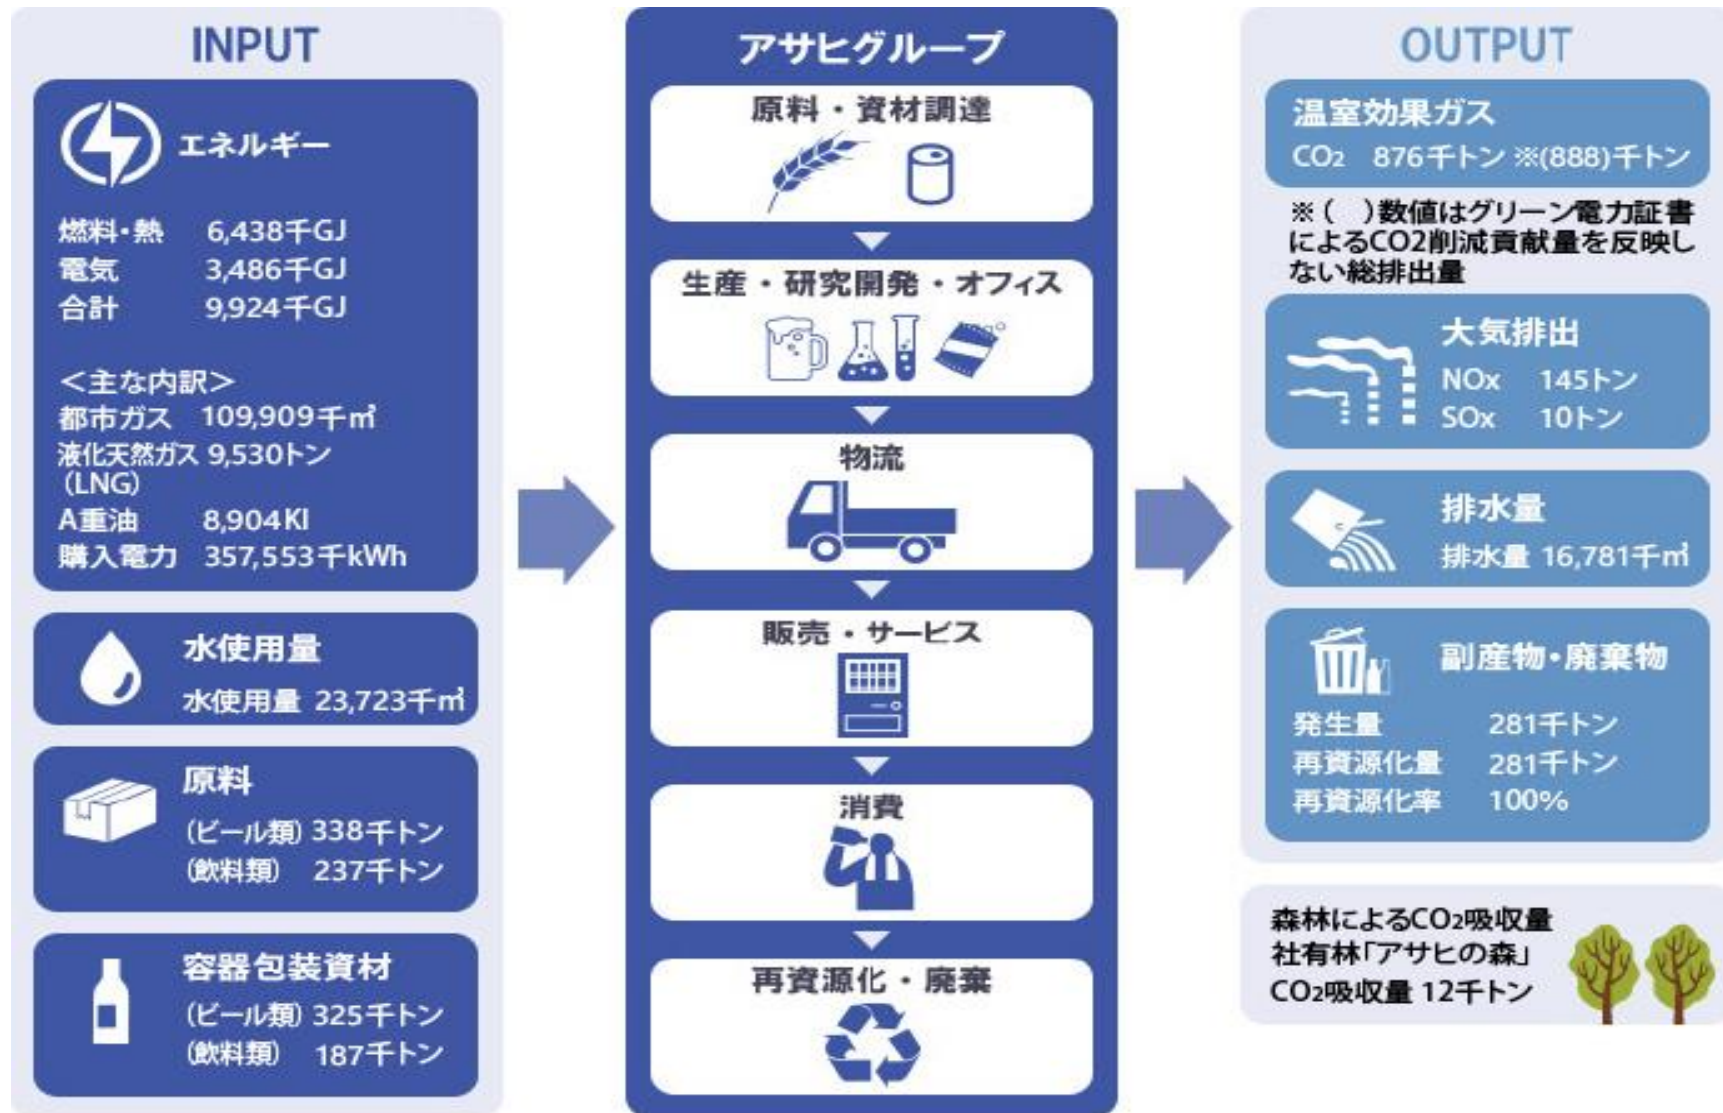 INPUT
エネルギー
燃料・熱 6,438千GJ
電気 3,486千GJ
合計 9,924千GJ
＜主な内訳＞
都市ガス 109,909千㎥
液化天然ガス 9,530トン
(LNG)
A重油 8,904Kl
購入電力 357,553千kWh
水使用量
水使用量 23,723千㎥
原料
(ビール類) 338千トン
(飲料類) 237千トン
容器包装資材
(ビール類) 325千トン
(飲料類) 187千トン
アサヒグループ
原料・資材調達
生産・研究開発・オフィス
物流
販売・サービス
消費
再資源化・廃棄
OUTPUT
温室効果ガス
CO₂ 876千トン ※(888)千トン
※( )数値はグリーン電力証書
によるCO2削減貢献量を反映し
ない総排出量
大気排出
NOx 145トン
SOx 10トン
排水量
排水量 16,781千㎥
副産物・廃棄物
発生量 281千トン
再資源化量 281千トン
再資源化率 100%
森林によるCO₂吸収量
社有林「アサヒの森」
CO₂吸収量 12千トン